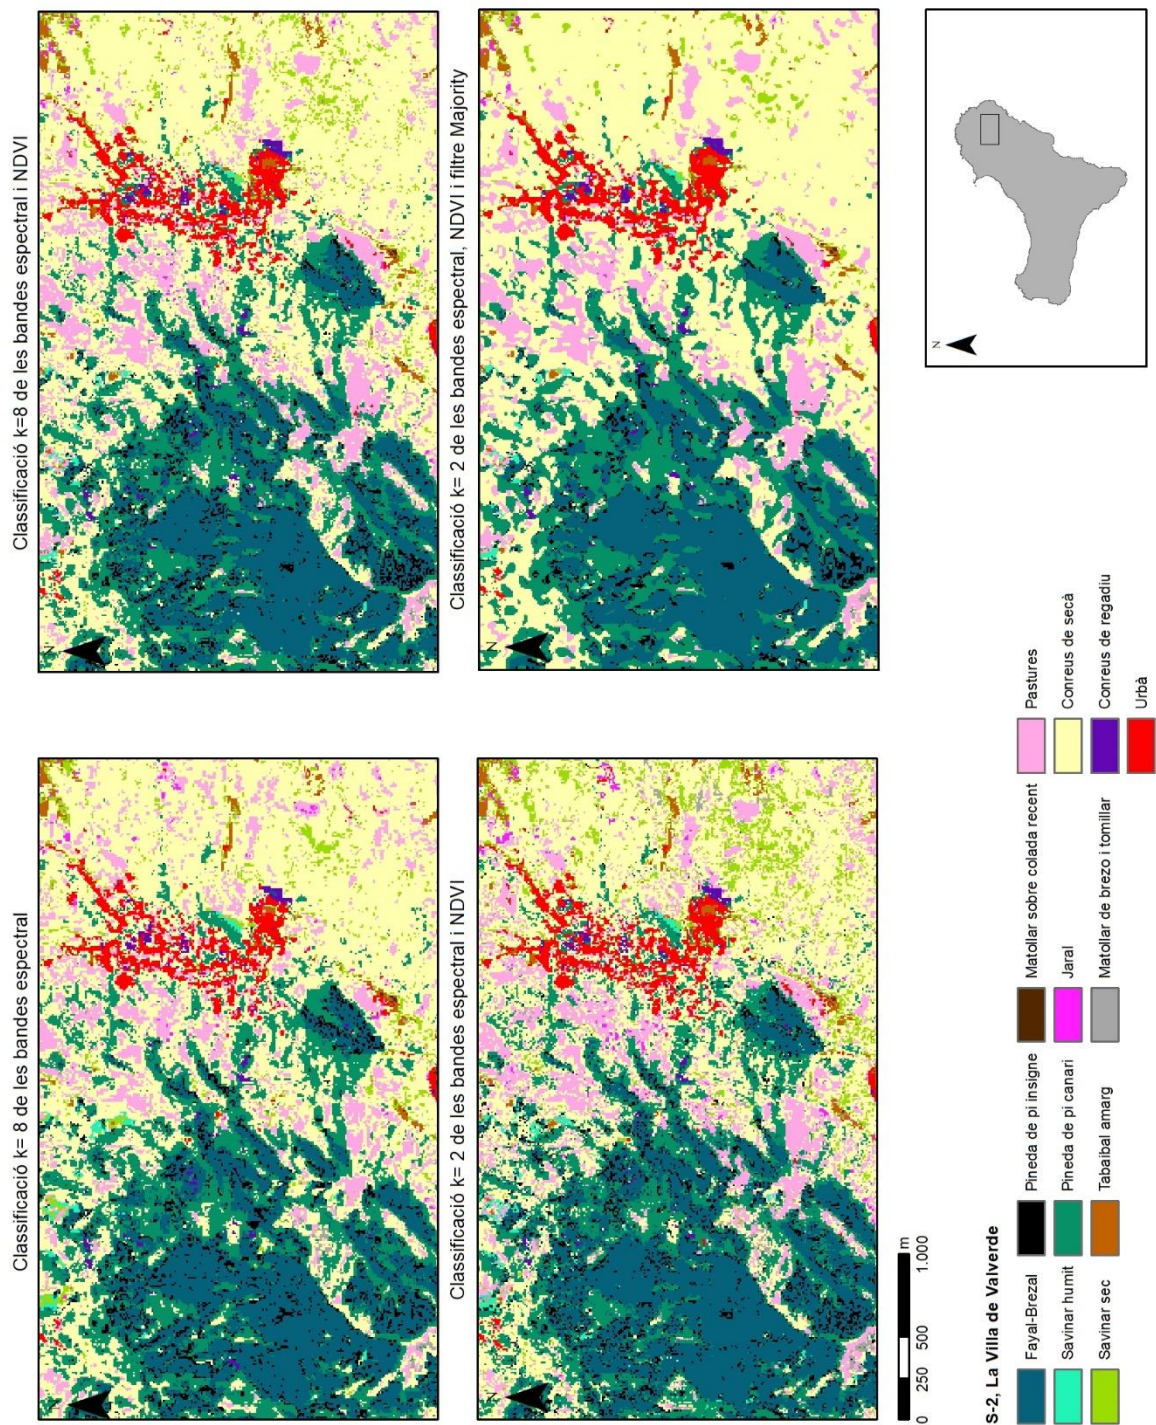 Classificació k= 8 de les bandes espectral
Classificació k=8 de les bandes espectral i NDVI
N
N
Classificació k= 2 de les bandes espectral i NDVI
Classificació k= 2 de les bandes espectral, NDVI i filtre Majority
N
N
0 250 500 1.000
m
N
S-2, La Villa de Valverde
Fayal-Brezal
Pineda de pi insigne
Matollar sobre colada recent
Pastures
Savinar humit
Pineda de pi canari
Jaral
Conreus de secà
Savinar sec
Tabaibal amarg
Matollar de brezo i tomillar
Conreus de regadiu
Urbà